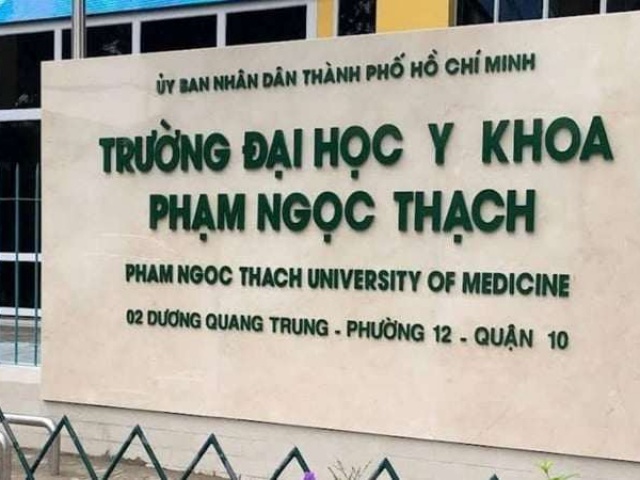 ỦY BAN NHÂN DÂN THÀNH PHỐ HỒ CHÍ MINH
TRƯỜNG ĐẠI HỌC Y KHOA
PHẠM NGỌC THẠCH
PHAM NGOC THACH UNIVERSITY OF MEDICINE
02 DƯƠNG QUANG TRUNG - PHƯỜNG 12 - QUẬN 10